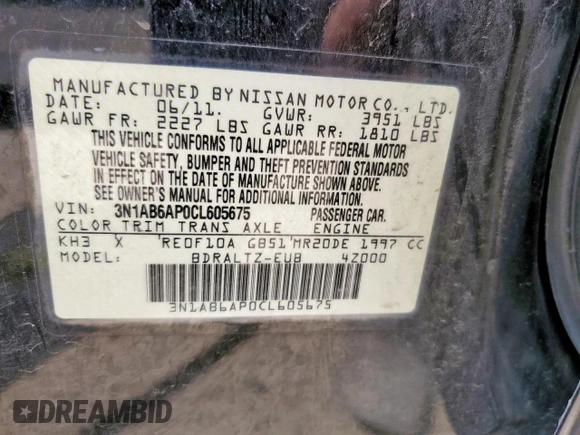 MANUFACTURED BY NISSAN MOTOR CO., LTD.
DATE: 06/11. GVWR: 3951 LBS
GAWR FR: 2227 LBS GAWR RR: 1810 LBS
THIS VEHICLE CONFORMS TO ALL APPLICABLE FEDERAL MOTOR
VEHICLE SAFETY, BUMPER AND THEFT PREVENTION STANDARDS
IN EFFECT ON THE DATE OF MANUFACTURE SHOWN ABOVE.
SEE OWNER'S MANUAL FOR ADDITIONAL INFORMATION.
VIN: 3N1AB6AP0CL605675 PASSENGER CAR.
COLOR TRIM TRANS AXLE ENGINE
KH3 X RE0F10A GB51 MR20DE 1997 CC
MODEL: BDRALTZ-EUB 4Z000
3N1AB6AP0CL605675
DREAMBID